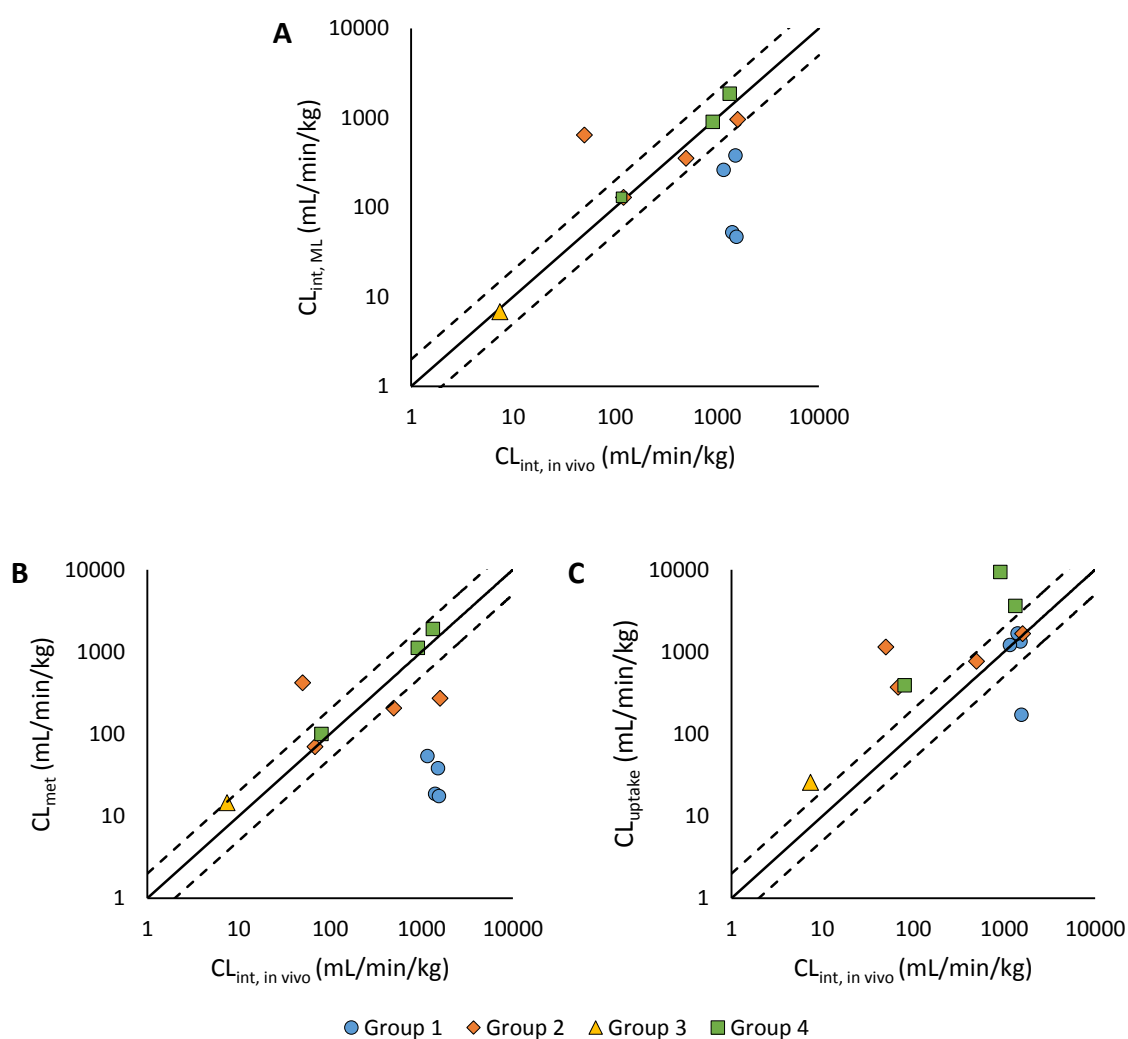 A
10000
1000
100
10
1
CLint, ML (mL/min/kg)
1 10 100 1000 10000
CLint, in vivo (mL/min/kg)
B
10000
1000
100
10
1
CLmet (mL/min/kg)
1 10 100 1000 10000
CLint, in vivo (mL/min/kg)
C
10000
1000
100
10
1
CLuptake (mL/min/kg)
1 10 100 1000 10000
CLint, in vivo (mL/min/kg)
Group 1 Group 2 Group 3 Group 4